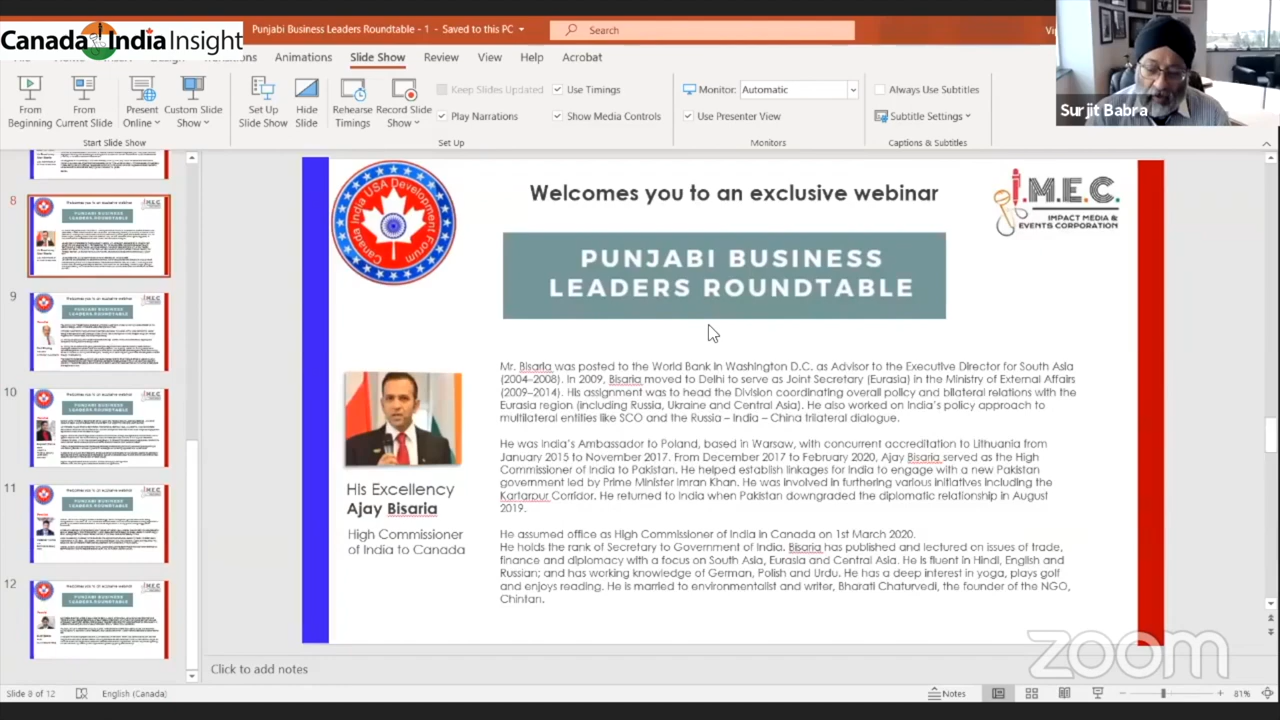 Canada India Insight
Punjabi Business Leaders Roundtable - 1 - Saved to this PC
Search
Animations
Slide Show
Review
View
Help
Acrobat
From Beginning
From Current Slide
Present Online
Custom Slide Show
Set Up Slide Show
Hide Slide
Rehearse Timings
Record Slide Show
Keep Slides Updated
Use Timings
Play Narrations
Show Media Controls
Monitor: Automatic
Use Presenter View
Always Use Subtitles
Subtitle Settings
Start Slide Show
Set Up
Monitors
Captions & Subtitles
Surjit Babra
8
9
10
11
12
Canada India USA Development Forum
Welcomes you to an exclusive webinar
I.M.E.C.
IMPACT MEDIA &
EVENTS CORPORATION
PUNJABI BUSINESS
LEADERS ROUNDTABLE
Mr. Bisaria was posted to the World Bank in Washington D.C. as Advisor to the Executive Director for South Asia
(2004–2008). In 2009, Bisaria moved to Delhi to serve as Joint Secretary (Eurasia) in the Ministry of External Affairs
(2009–2014). His assignment was to head the Division coordinating overall policy and bilateral relations with the
Eurasia region (including Russia, Ukraine and Central Asia). He also worked on India's policy approach to
multilateral entities like SCO and the Russia – India – China trilateral dialogue.
He was India's Ambassador to Poland, based in Warsaw, with concurrent accreditation in Lithuania from
January 2015 to November 2017. From December 2017 to February 2020, Ajay Bisaria served as the High
Commissioner of India to Pakistan. He helped establish linkages for India to engage with a new Pakistan
government led by Prime Minister Imran Khan. He was involved in furthering various initiatives including the
Kartarpur Corridor. He returned to India when Pakistan downgraded the diplomatic relationship in August
2019.
He assumed office as High Commissioner of India in Canada on 1st March 2020.
He holds the rank of Secretary to Government of India. Bisaria has published and lectured on issues of trade,
finance and diplomacy with a focus on South Asia, Eurasia and Central Asia. He is fluent in Hindi, English and
Russian; and has working knowledge of German, Polish and Urdu. He has a deep interest in yoga, plays golf
and enjoys reading. He is married to environmentalist and writer, Bharati Chaturvedi, the founder of the NGO,
Chintan.
His Excellency
Ajay Bisaria
High Commissioner
of India to Canada
zoom
Click to add notes
Slide 8 of 12
English (Canada)
Notes
81%